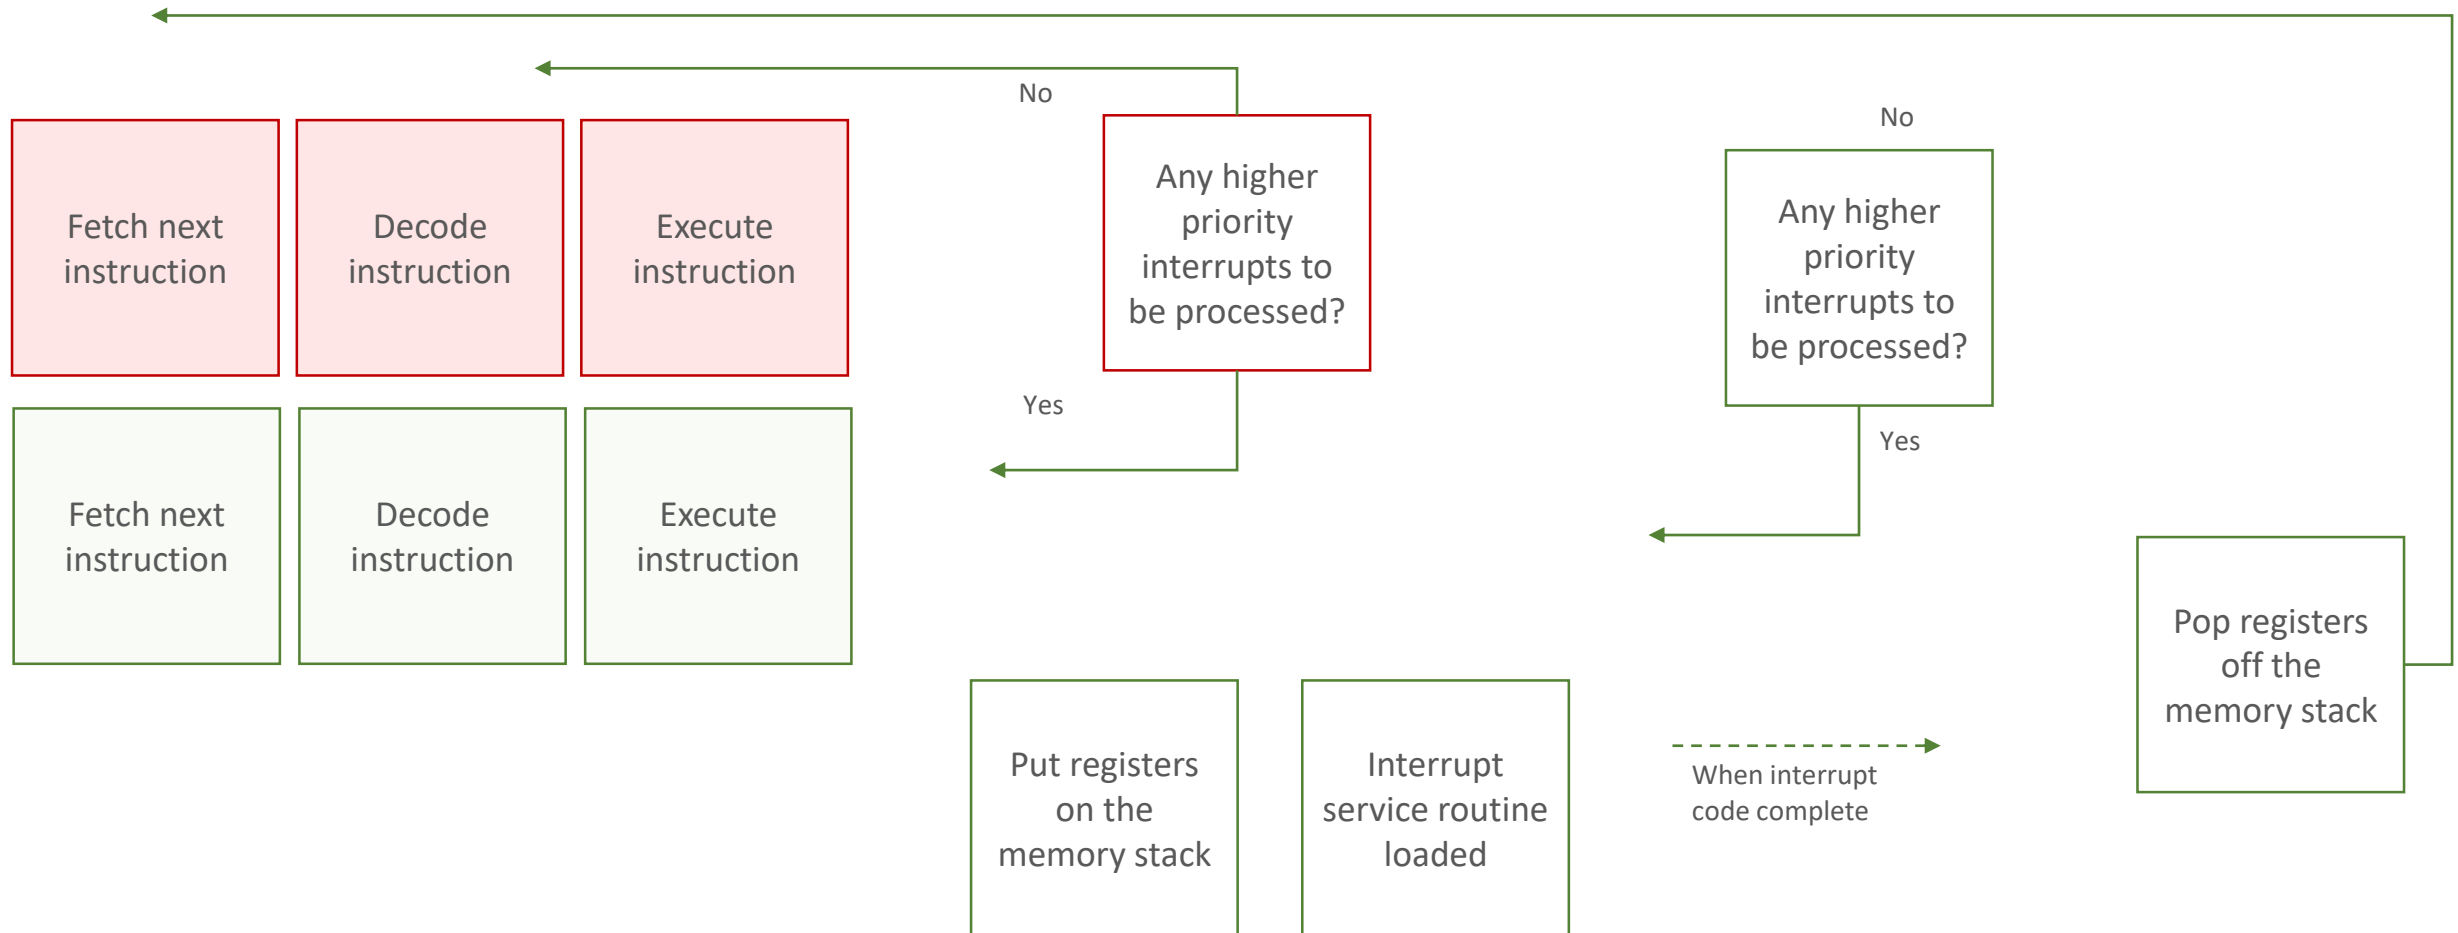 No
No
Fetch next
instruction
Decode
instruction
Execute
instruction
Any higher
priority
interrupts to
be processed?
Any higher
priority
interrupts to
be processed?
Yes
Yes
Fetch next
instruction
Decode
instruction
Execute
instruction
Put registers
on the
memory stack
Interrupt
service routine
loaded
When interrupt
code complete
Pop registers
off the
memory stack